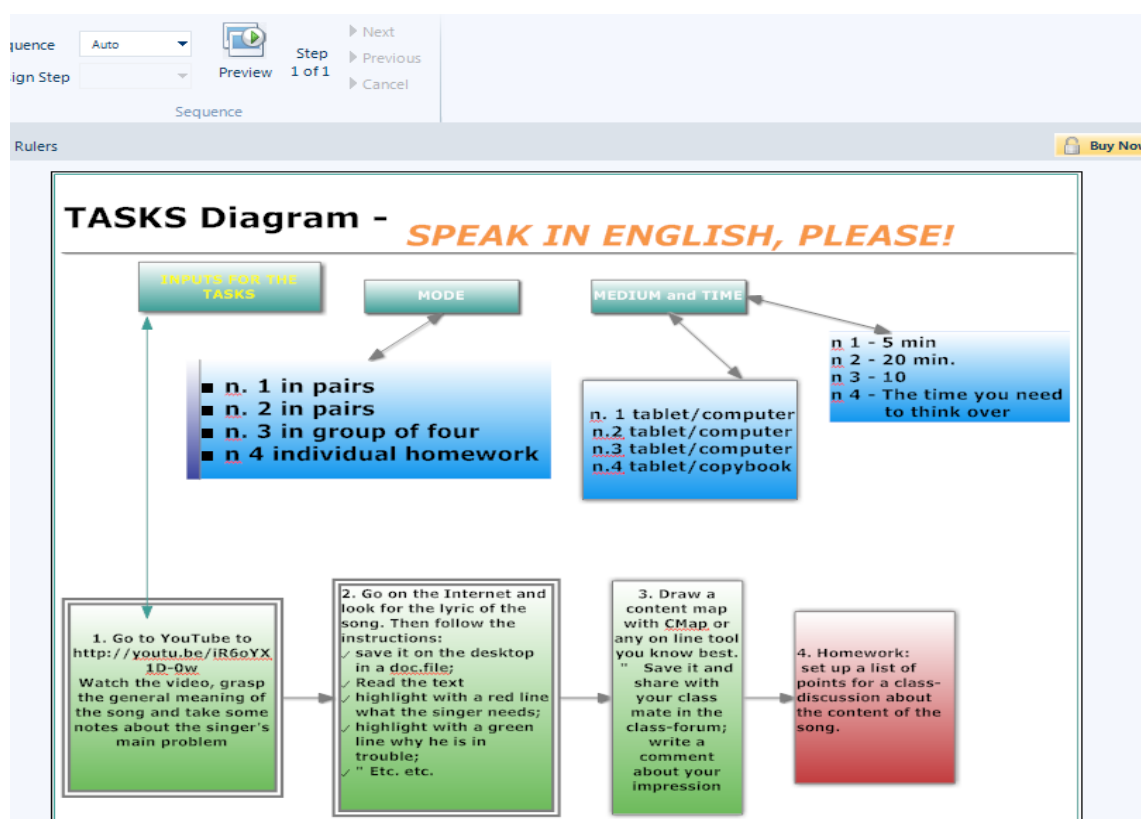 quence Auto
ign Step
Preview
Step
1 of 1
Next
Previous
Cancel
Sequence
Rulers
Buy Now
TASKS Diagram - SPEAK IN ENGLISH, PLEASE!
INPUTS FOR THE
TASKS
MODE
MEDIUM and TIME
n 1 - 5 min
n 2 - 20 min.
n 3 - 10
n 4 - The time you need
to think over
■ n. 1 in pairs
■ n. 2 in pairs
■ n. 3 in group of four
■ n 4 individual homework
n. 1 tablet/computer
n.2 tablet/computer
n.3 tablet/computer
n.4 tablet/copybook
1. Go to YouTube to
http://youtu.be/iR6oYX
1D-0w
Watch the video, grasp
the general meaning of
the song and take some
notes about the singer's
main problem
2. Go on the Internet and
look for the lyric of the
song. Then follow the
instructions:
✓ save it on the desktop
in a doc.file;
✓ Read the text
✓ highlight with a red line
what the singer needs;
✓ highlight with a green
line why he is in
trouble;
✓ " Etc. etc.
3. Draw a
content map
with CMap or
any on line tool
you know best.
" Save it and
share with
your class
mate in the
class-forum;
write a
comment
about your
impression
4. Homework:
set up a list of
points for a class-
discussion about
the content of the
song.